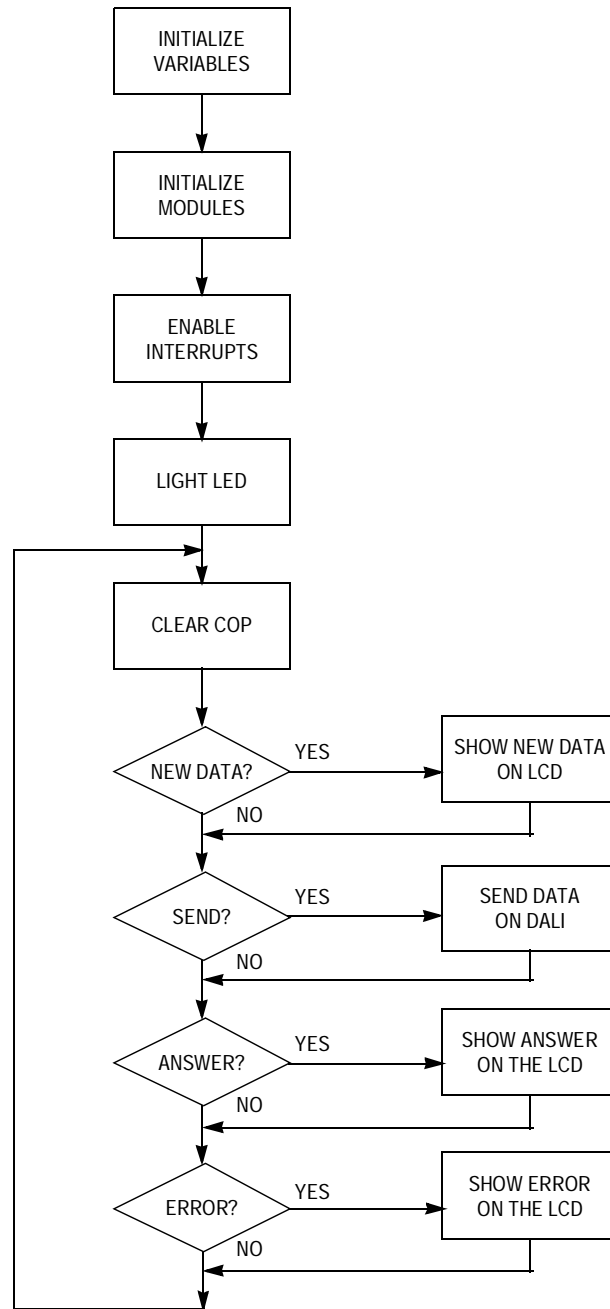 INITIALIZE
VARIABLES
INITIALIZE
MODULES
ENABLE
INTERRUPTS
LIGHT LED
CLEAR COP
NEW DATA?
YES
SHOW NEW DATA
ON LCD
NO
SEND?
YES
SEND DATA
ON DALI
NO
ANSWER?
YES
SHOW ANSWER
ON THE LCD
NO
ERROR?
YES
SHOW ERROR
ON THE LCD
NO